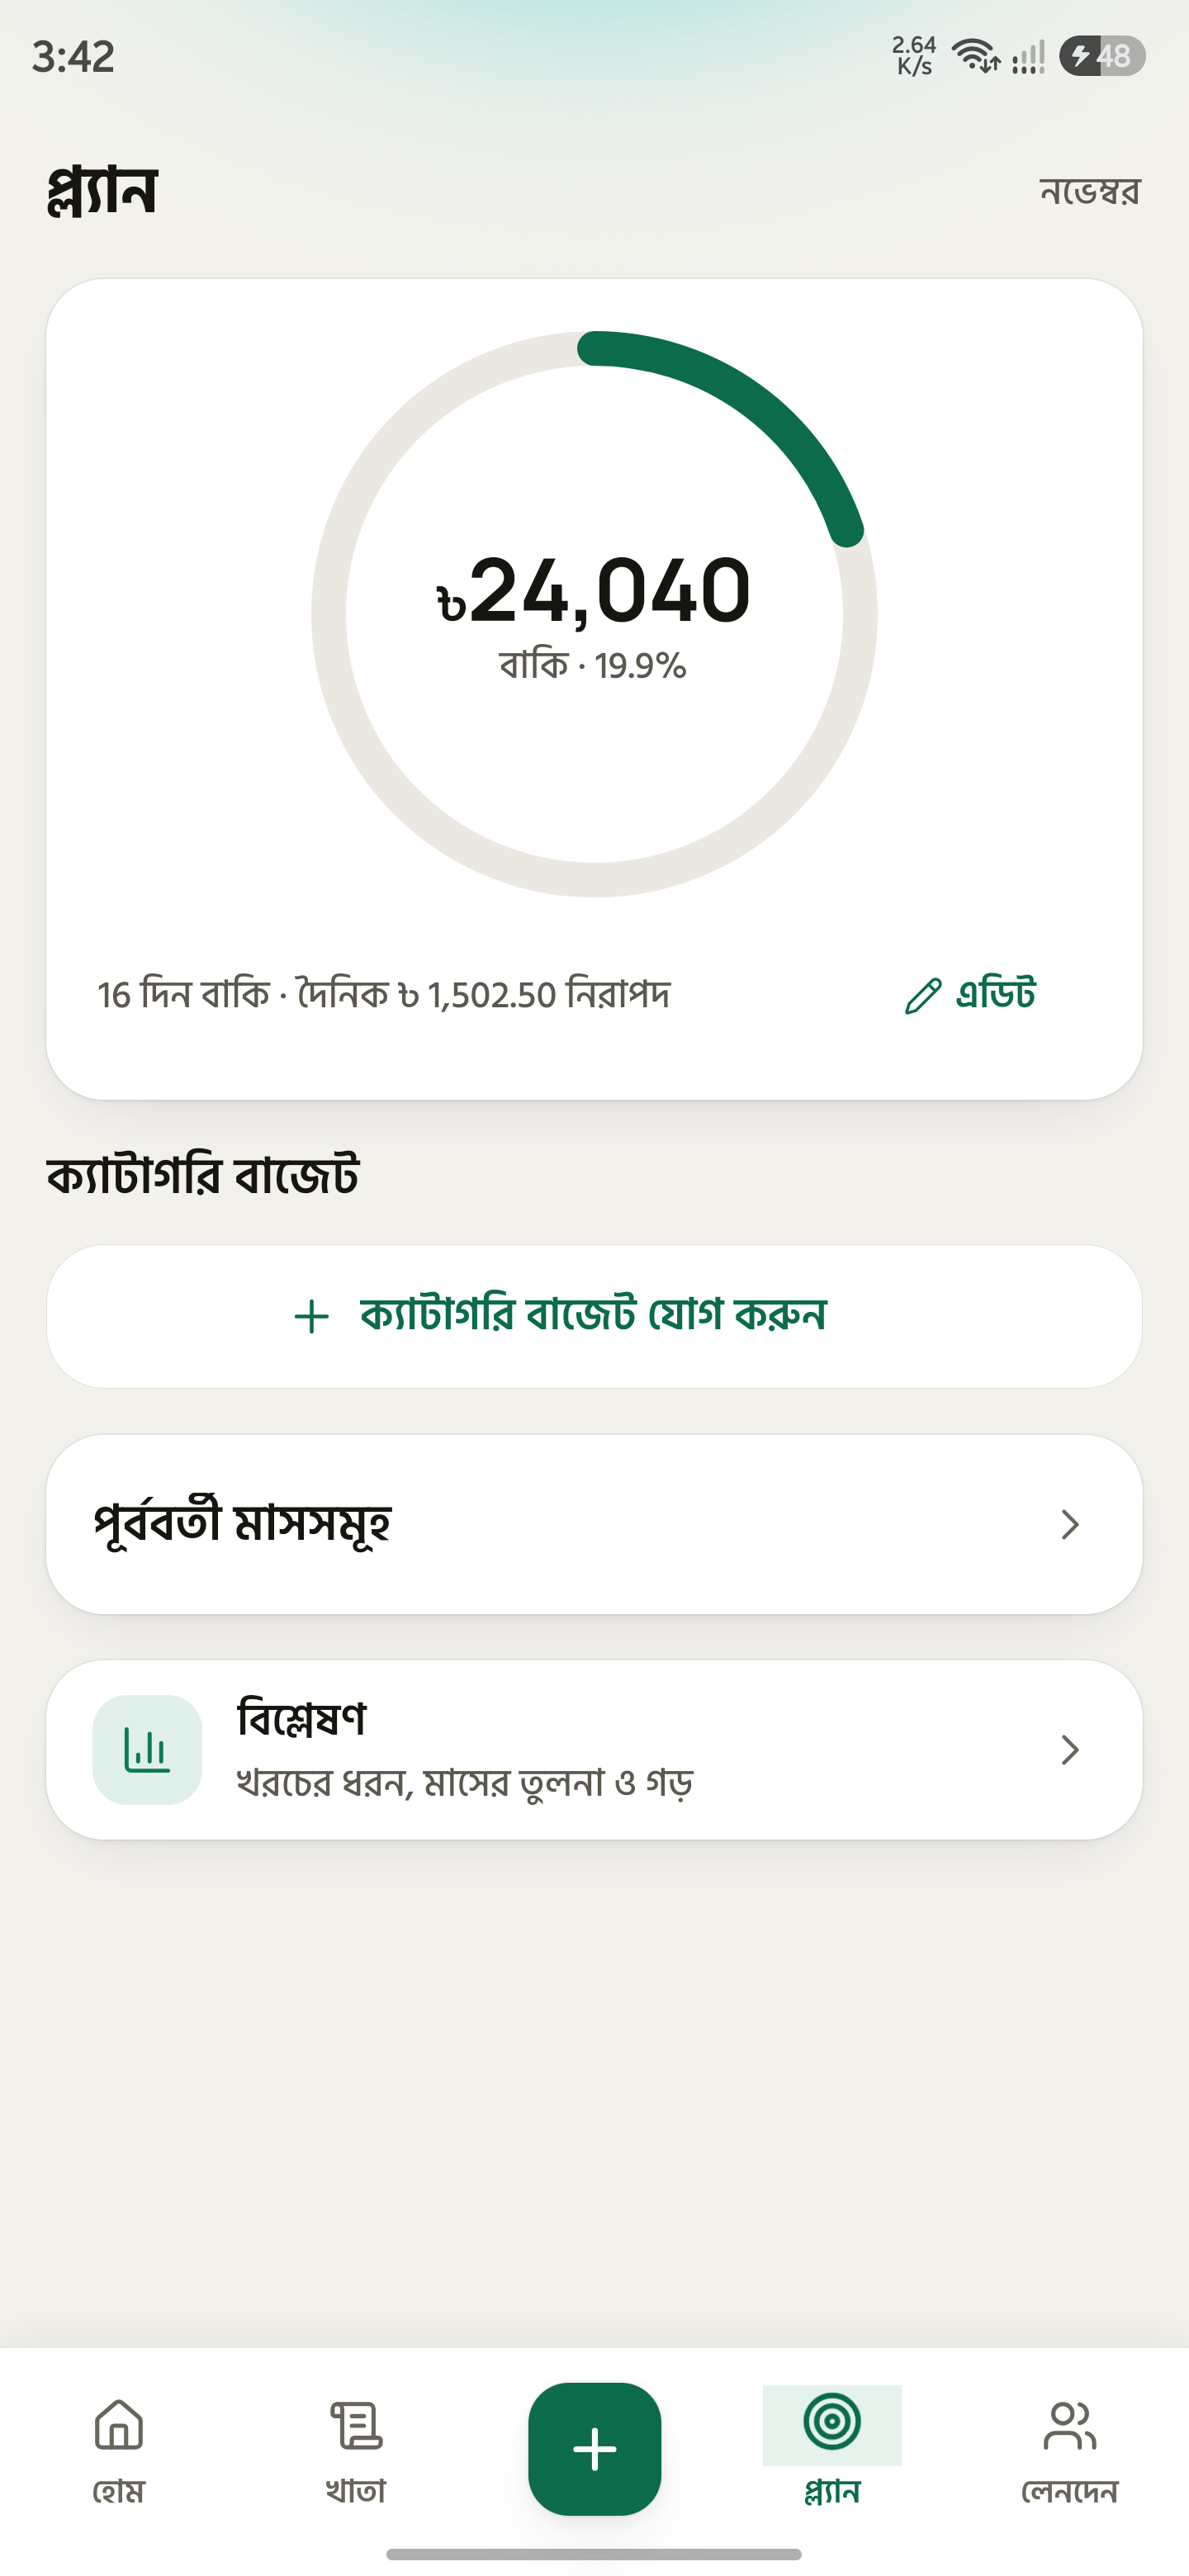 3:42
2.64
K/s
48
প্ল্যান
নভেম্বর
৳24,040
বাকি · 19.9%
16 দিন বাকি · দৈনিক ৳ 1,502.50 নিরাপদ
এডিট
ক্যাটাগরি বাজেট
+ ক্যাটাগরি বাজেট যোগ করুন
পূর্ববর্তী মাসসমূহ
বিশ্লেষণ
খরচের ধরন, মাসের তুলনা ও গড়
হোম
খাতা
প্ল্যান
লেনদেন